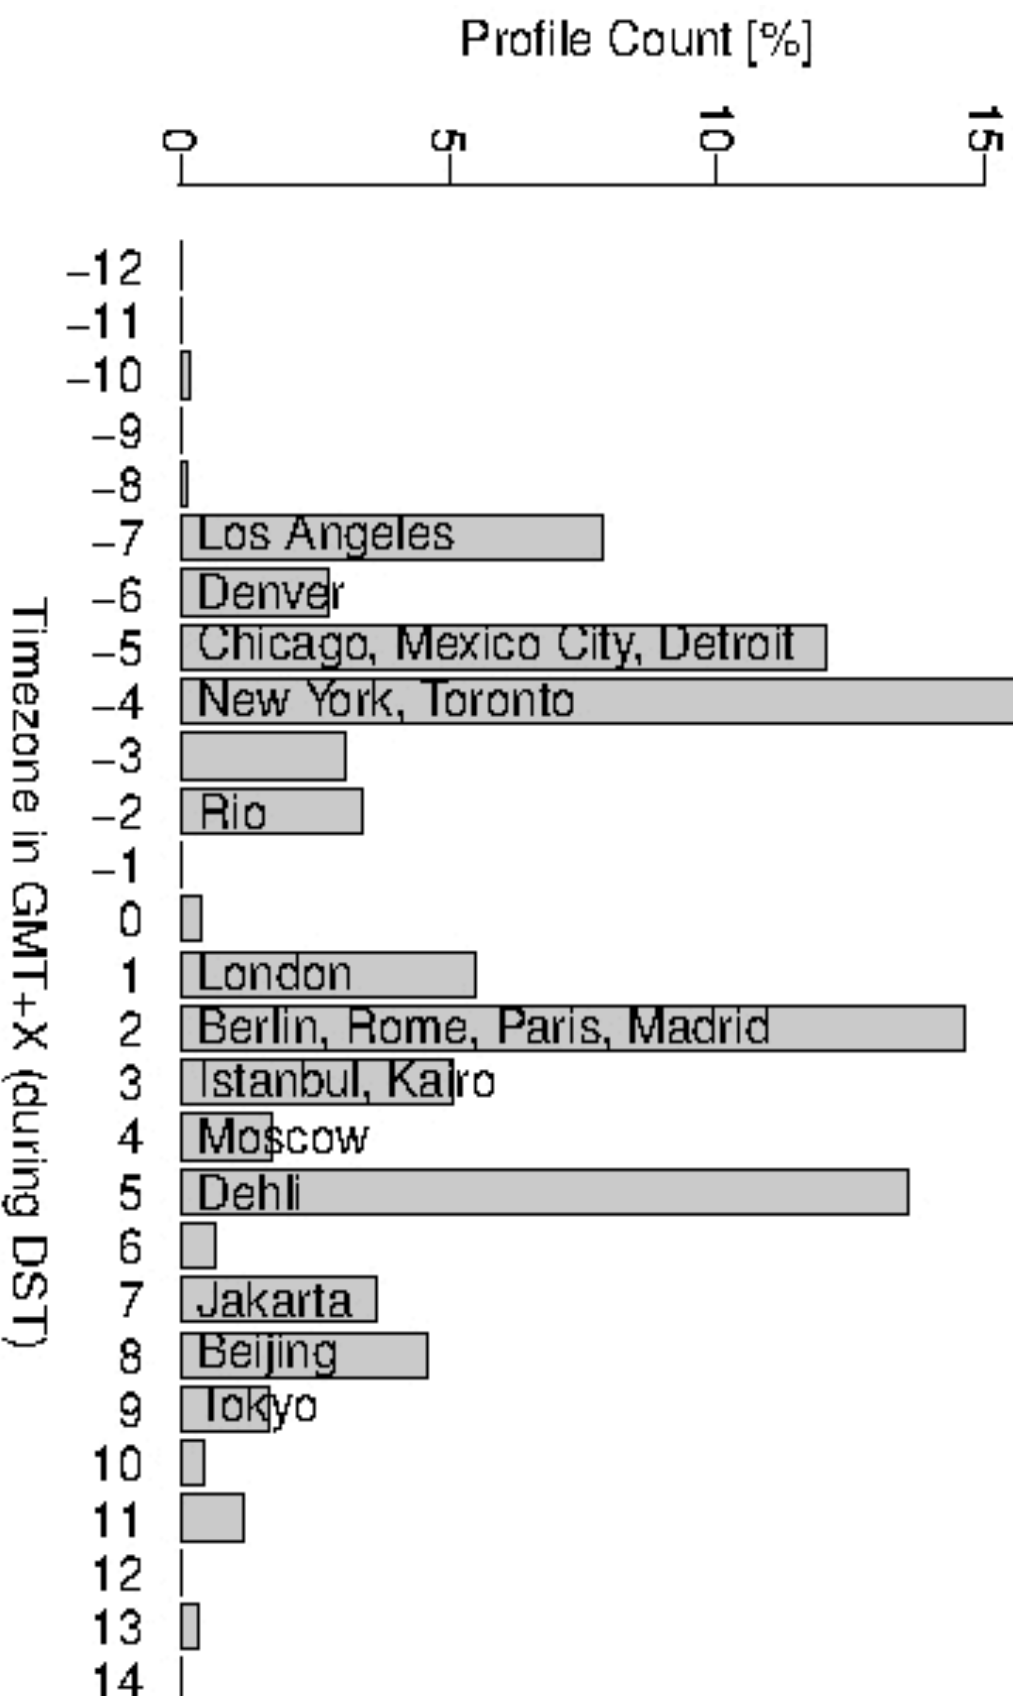 Profile Count [%]
0 5 10 15
−12
−11
−10
−9
−8
−7 Los Angeles
−6 Denver
−5 Chicago, Mexico City, Detroit
−4 New York, Toronto
−3
−2 Rio
−1
0
1 London
2 Berlin, Rome, Paris, Madrid
3 Istanbul, Kairo
4 Moscow
5 Dehli
6
7 Jakarta
8 Beijing
9 Tokyo
10
11
12
13
14
Timezone in GMT+X (during DST)